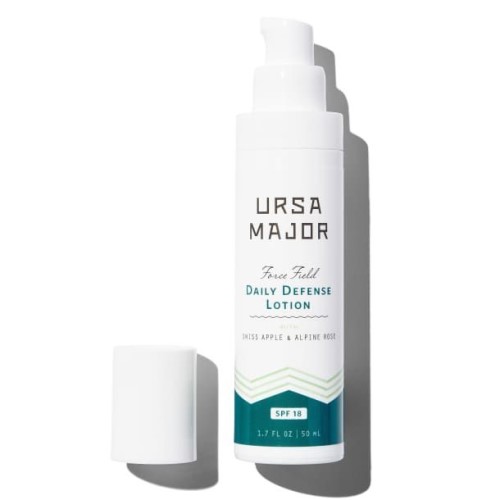 URSA
MAJOR
Force Field
DAILY DEFENSE
LOTION
WITH
SWISS APPLE & ALPINE ROSE
SPF 18
1.7 FL OZ | 50 mL